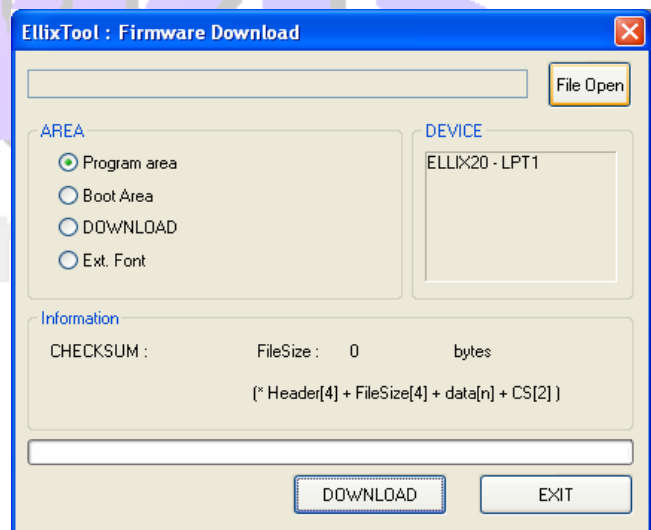 EllixTool : Firmware Download
File Open
AREA
Program area
Boot Area
DOWNLOAD
Ext. Font
DEVICE
ELLIX20 - LPT1
Information
CHECKSUM : FileSize : 0 bytes
(* Header[4] + FileSize[4] + data[n] + CS[2] )
DOWNLOAD EXIT